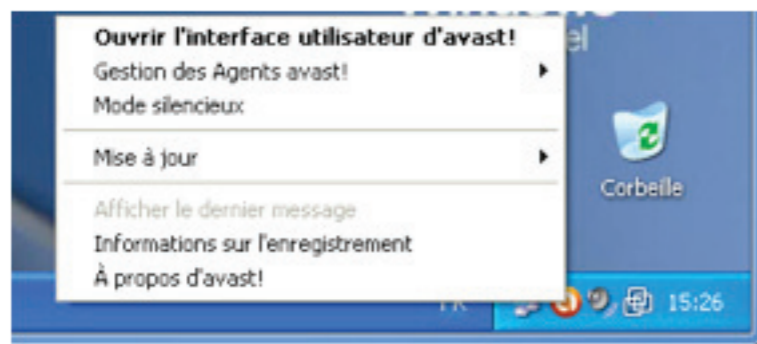 Ouvrir l'interface utilisateur d'avast!
Gestion des Agents avast!
Mode silencieux
Mise à jour
Afficher le dernier message
Informations sur l'enregistrement
À propos d'avast!
el
Corbeille
15:26